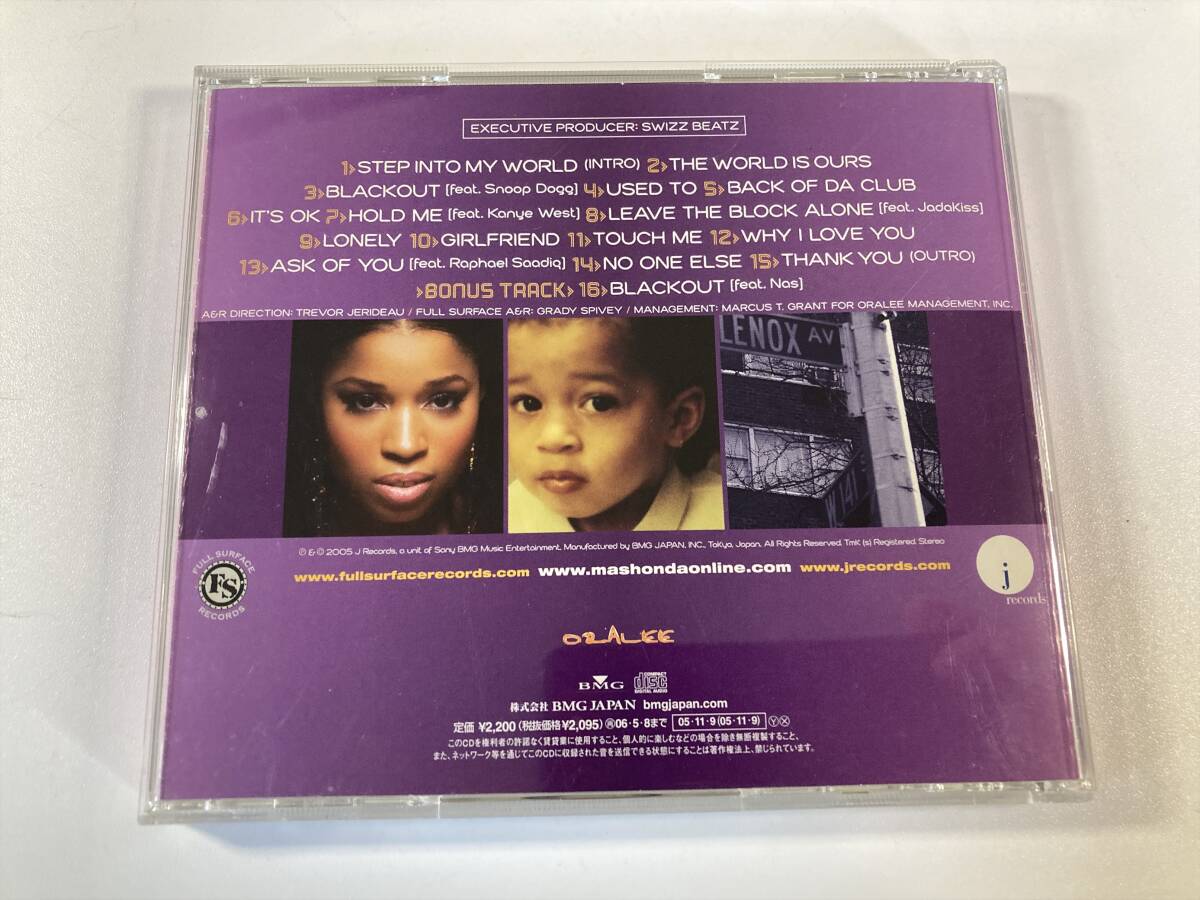 EXECUTIVE PRODUCER: SWIZZ BEATZ
1> STEP INTO MY WORLD (INTRO) 2> THE WORLD IS OURS
3> BLACKOUT [feat. Snoop Dogg] 4> USED TO 5> BACK OF DA CLUB
6> IT'S OK 7> HOLD ME [feat. Kanye West] 8> LEAVE THE BLOCK ALONE [feat. JadaKiss]
9> LONELY 10> GIRLFRIEND 11> TOUCH ME 12> WHY I LOVE YOU
13> ASK OF YOU [feat. Raphael Saadiq] 14> NO ONE ELSE 15> THANK YOU (OUTRO)
>BONUS TRACK> 16> BLACKOUT [feat. Nas]
A&R DIRECTION: TREVOR JERIDEAU / FULL SURFACE A&R: GRADY SPIVEY / MANAGEMENT: MARCUS T. GRANT FOR ORALEE MANAGEMENT, INC.
LENOX AV
W 141
℗ & © 2005 J Records, a unit of Sony BMG Music Entertainment. Manufactured by BMG JAPAN, INC., Tokyo, Japan. All Rights Reserved. Tmk (s) Registered. Stereo
FULL SURFACE
FS
RECORDS
www.fullsurfacerecords.com www.mashondaonline.com www.jrecords.com
j
records
ORALEE
BMG COMPACT disc DIGITAL AUDIO
株式会社 BMG JAPAN bmgjapan.com
定価 ¥2,200 (税抜価格¥2,095) 再06・5・8まで 05・11・9 (05・11・9) Ⓨ Ⓧ
このCDを権利者の許諾なく賃貸業に使用すること、個人的に楽しむなどの場合を除き無断複製すること、
また、ネットワーク等を通じてこのCDに収録された音を送信できる状態にすることは著作権法上、禁じられています。